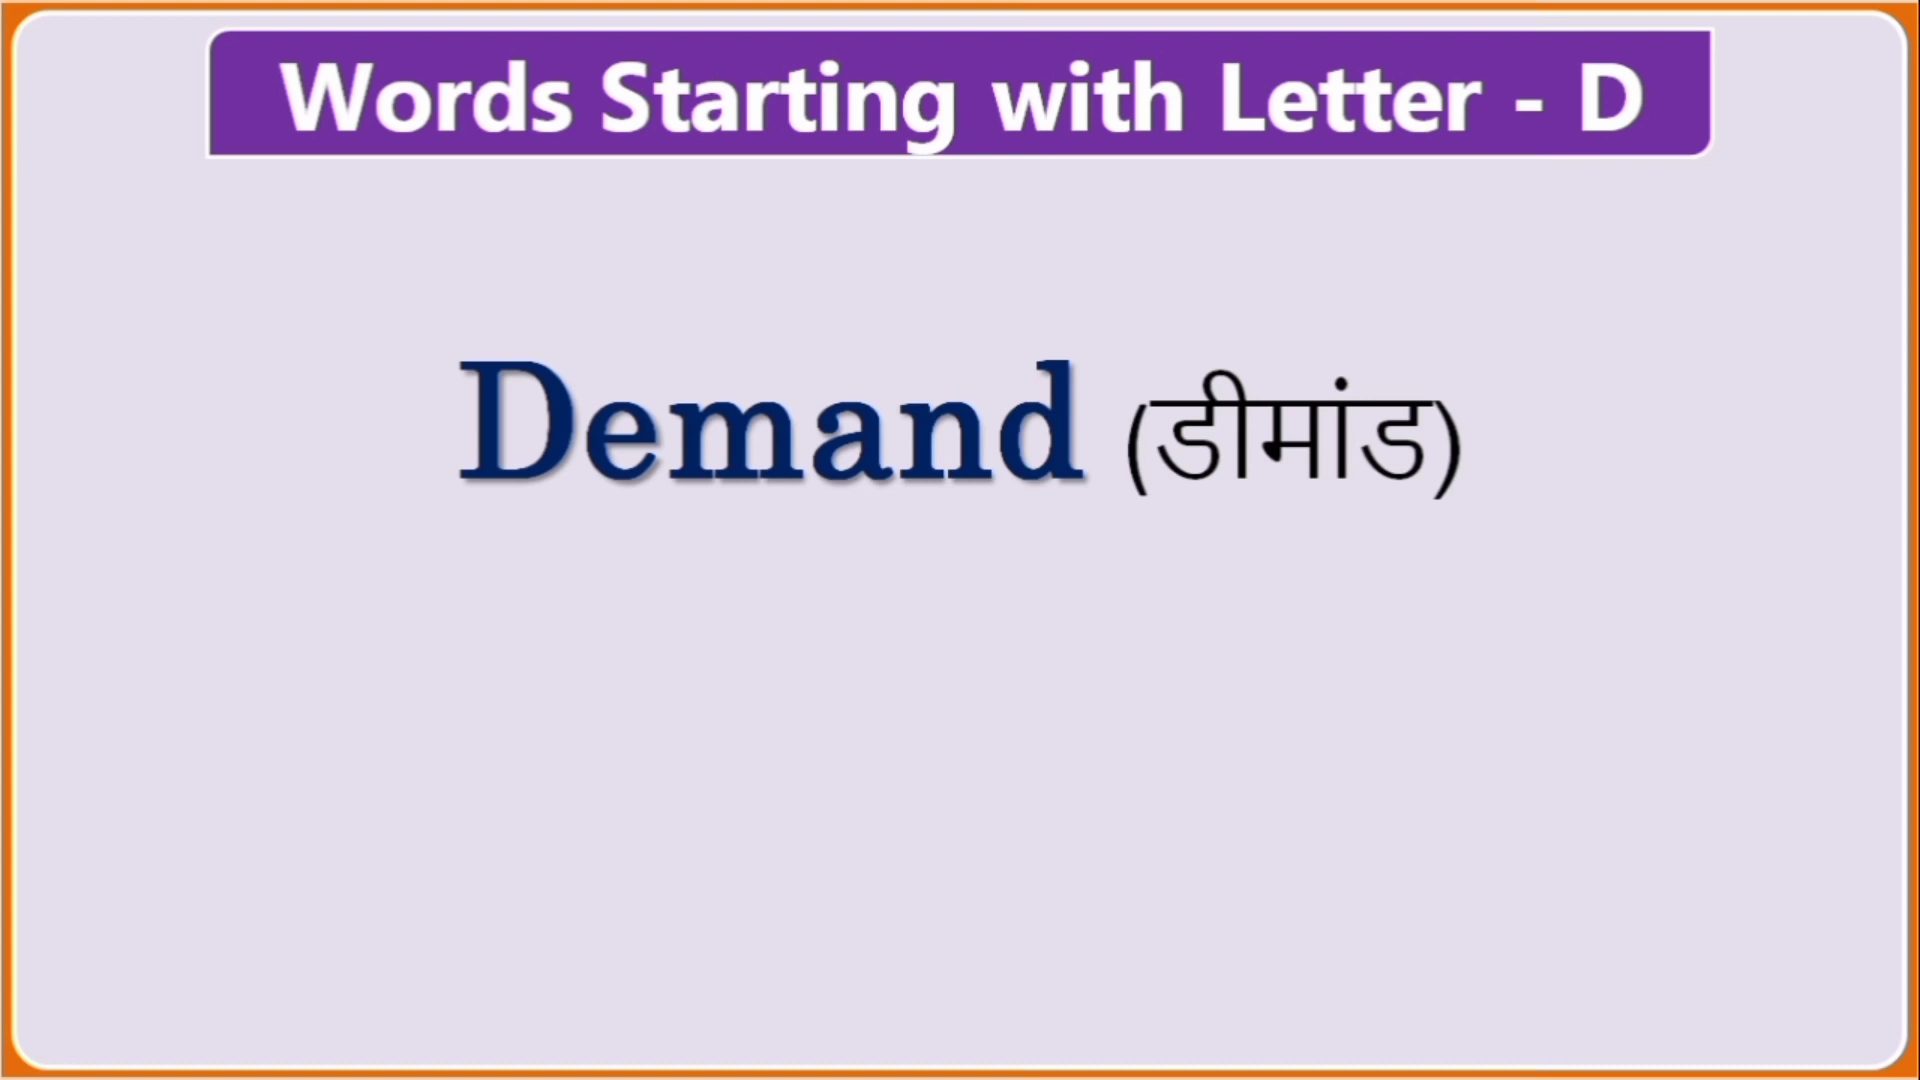 Words Starting with Letter - D
Demand (डीमांड)